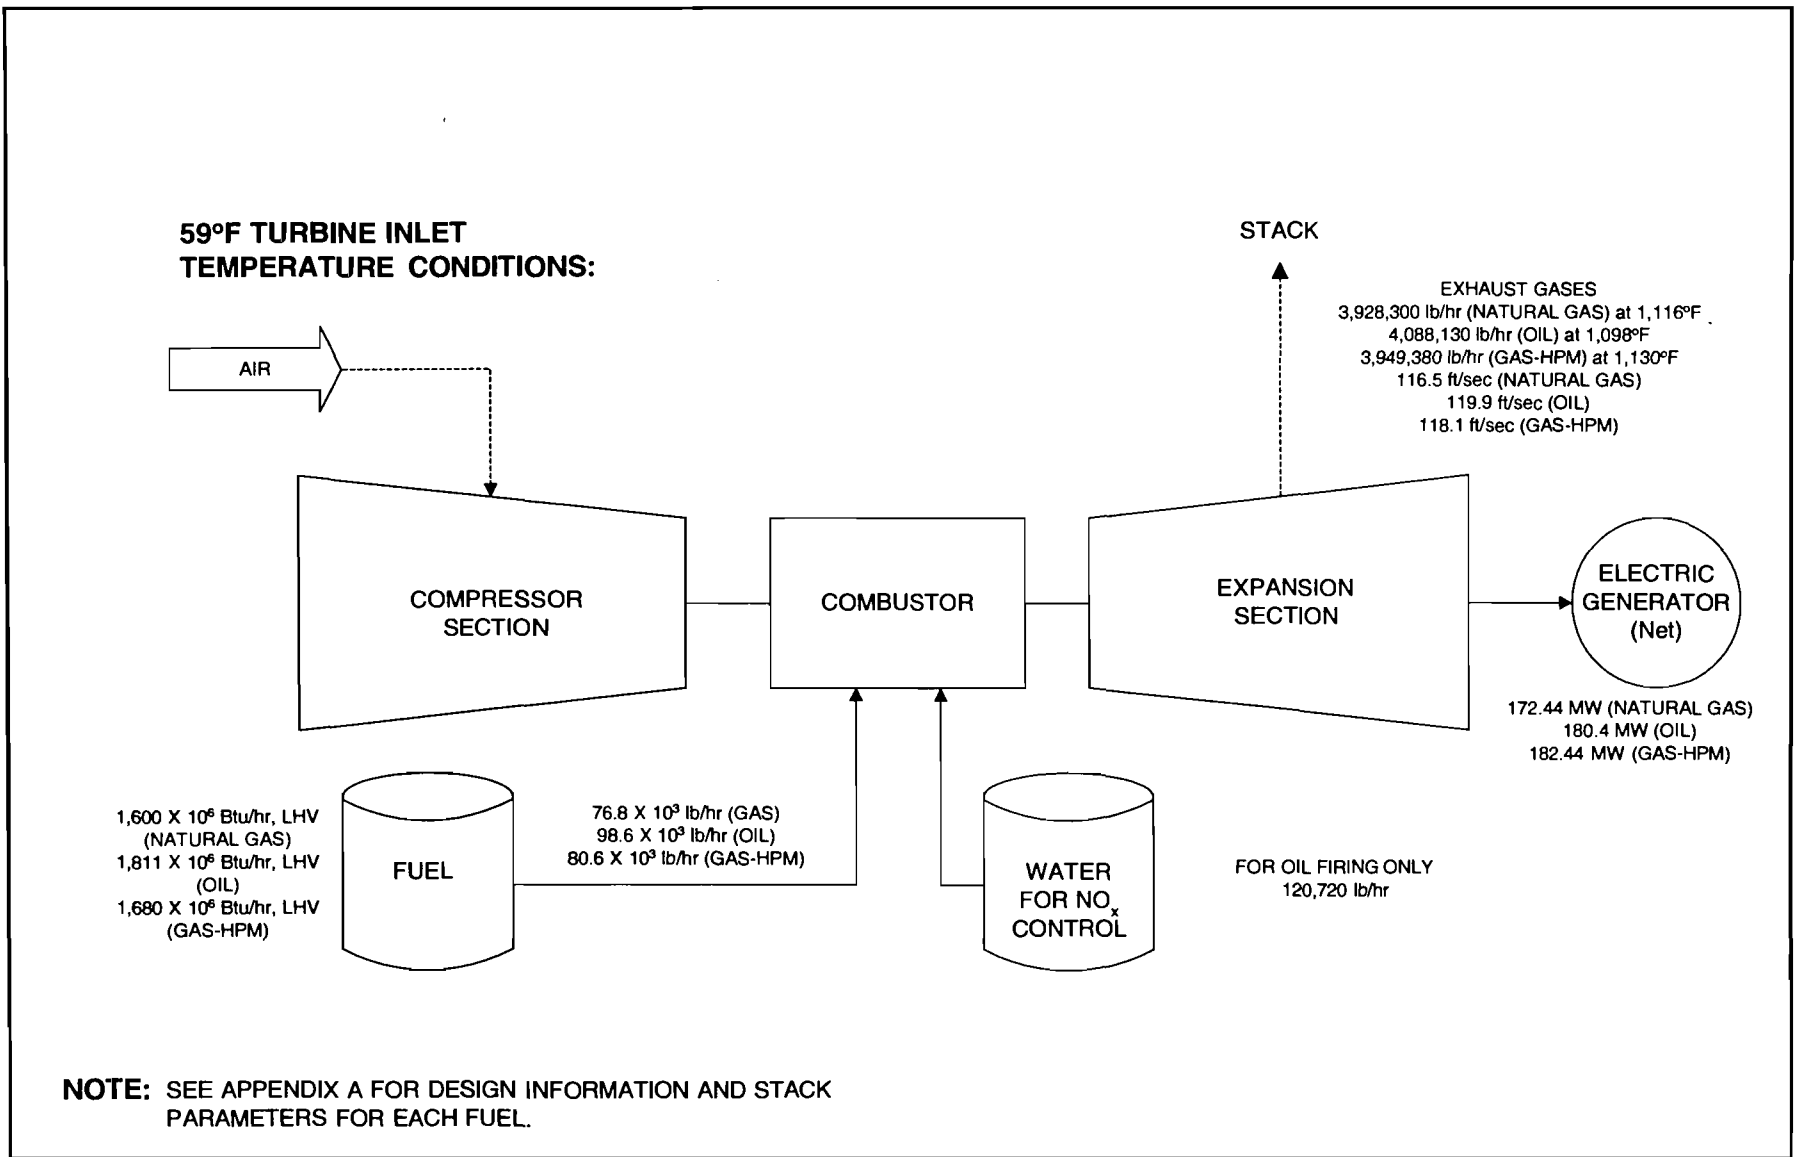 59ºF TURBINE INLET
TEMPERATURE CONDITIONS:
AIR
STACK
EXHAUST GASES
3,928,300 lb/hr (NATURAL GAS) at 1,116ºF
4,088,130 lb/hr (OIL) at 1,098ºF
3,949,380 lb/hr (GAS-HPM) at 1,130ºF
116.5 ft/sec (NATURAL GAS)
119.9 ft/sec (OIL)
118.1 ft/sec (GAS-HPM)
COMPRESSOR
SECTION
COMBUSTOR
EXPANSION
SECTION
ELECTRIC
GENERATOR
(Net)
172.44 MW (NATURAL GAS)
180.4 MW (OIL)
182.44 MW (GAS-HPM)
1,600 X 10⁶ Btu/hr, LHV
(NATURAL GAS)
1,811 X 10⁶ Btu/hr, LHV
(OIL)
1,680 X 10⁶ Btu/hr, LHV
(GAS-HPM)
FUEL
76.8 X 10³ lb/hr (GAS)
98.6 X 10³ lb/hr (OIL)
80.6 X 10³ lb/hr (GAS-HPM)
WATER
FOR NOₓ
CONTROL
FOR OIL FIRING ONLY
120,720 lb/hr
NOTE: SEE APPENDIX A FOR DESIGN INFORMATION AND STACK
PARAMETERS FOR EACH FUEL.